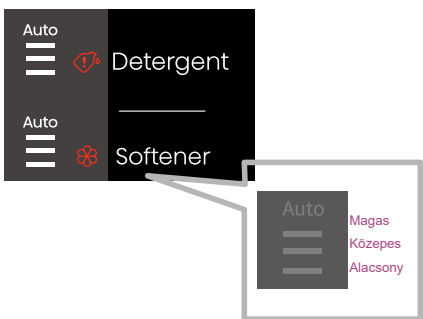 Auto
Detergent
Auto
Softener
Auto
Magas
Közepes
Alacsony